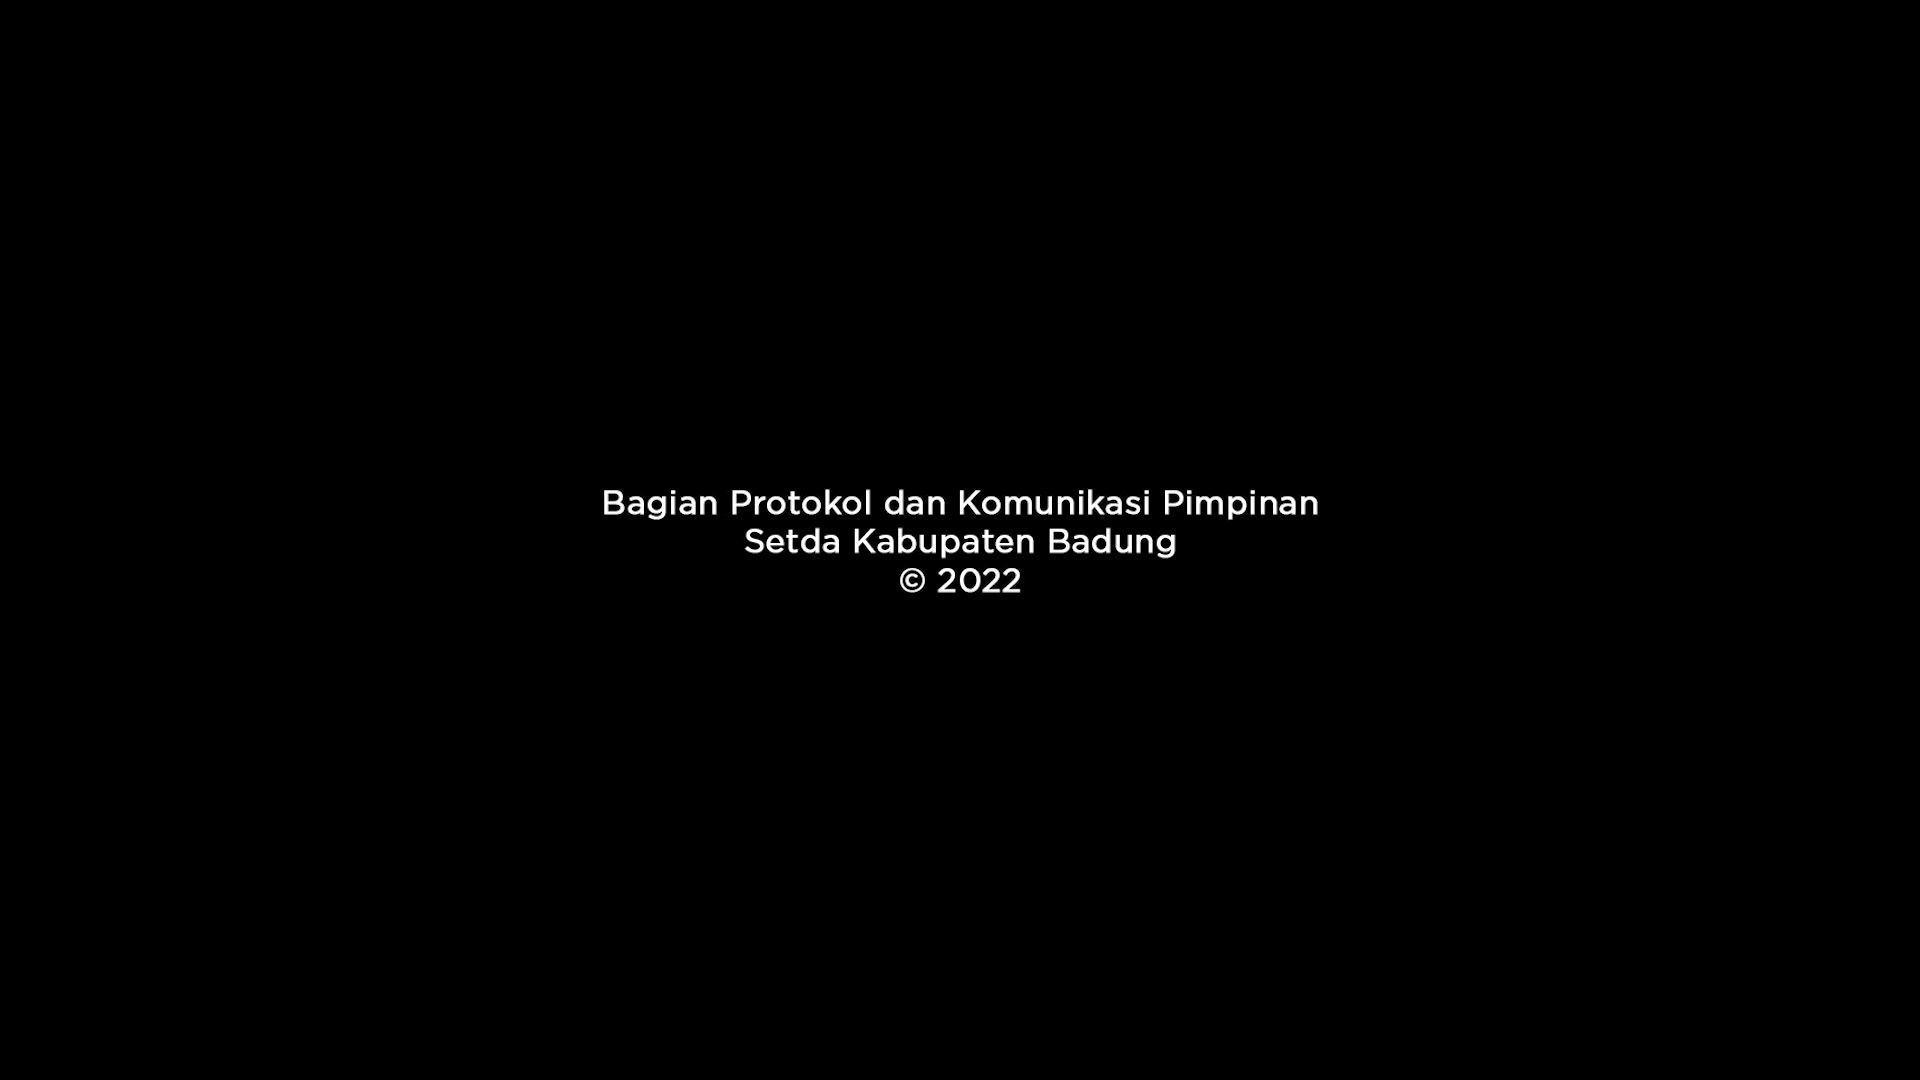 Bagian Protokol dan Komunikasi Pimpinan
Setda Kabupaten Badung
© 2022